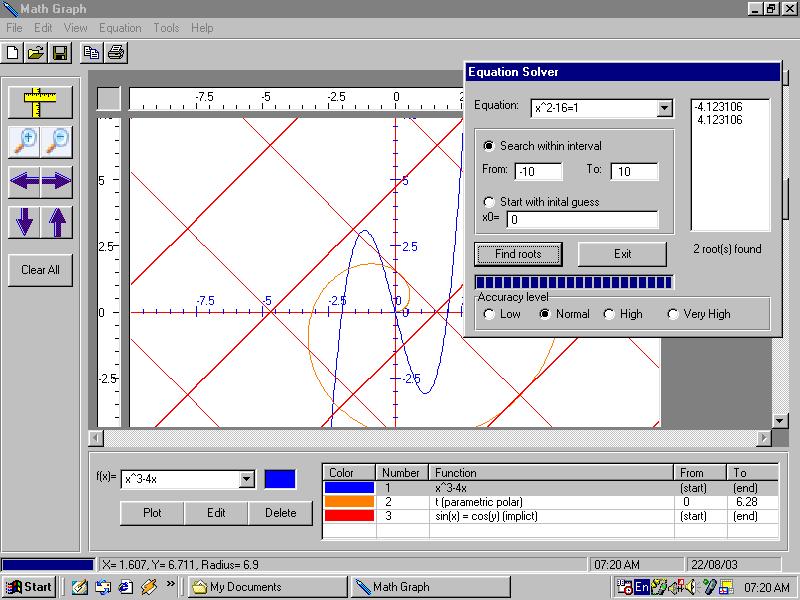 Math Graph
File Edit View Equation Tools Help
Equation Solver
Equation: x^2-16=1
-4.123106
4.123106
Search within interval
From: -10 To: 10
Start with inital guess
x0= 0
Find roots Exit
2 root(s) found
Accuracy level
Low Normal High Very High
-7.5 -5 -2.5 0
5
2.5
0
-2.5
-7.5 -5 -2.5 0
5
2.5
-2.5
Clear All
f(x)= x^3-4x
Plot Edit Delete
Color Number Function From To
1 x^3-4x (start) (end)
2 t (parametric polar) 0 6.28
3 sin(x) = cos(y) (implict) (start) (end)
X= 1.607, Y= 6.711, Radius= 6.9 07:20 AM 22/08/03
Start My Documents Math Graph En 07:20 AM